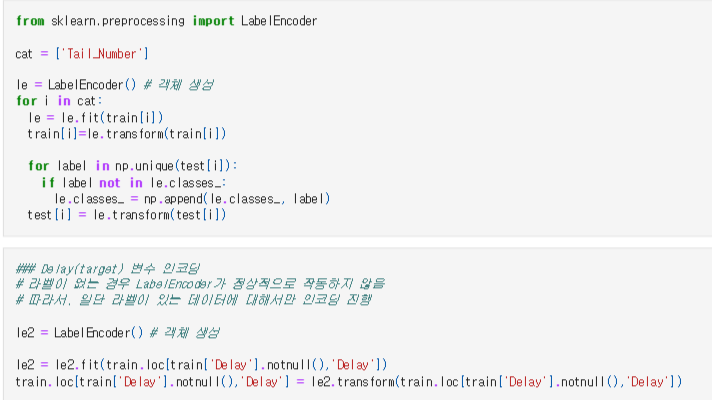 from sklearn.preprocessing import LabelEncoder
cat = ['Tail_Number']
le = LabelEncoder() # 객체 생성
for i in cat:
  le = le.fit(train[i])
  train[i]=le.transform(train[i])
  for label in np.unique(test[i]):
    if label not in le.classes_:
      le.classes_ = np.append(le.classes_, label)
  test[i] = le.transform(test[i])
### Delay(target) 변수 인코딩
# 라벨이 없는 경우 LabelEncoder가 정상적으로 작동하지 않음
# 따라서, 일단 라벨이 있는 데이터에 대해서만 인코딩 진행
le2 = LabelEncoder() # 객체 생성
le2 = le2.fit(train.loc[train['Delay'].notnull(),'Delay'])
train.loc[train['Delay'].notnull(),'Delay'] = le2.transform(train.loc[train['Delay'].notnull(),'Delay'])